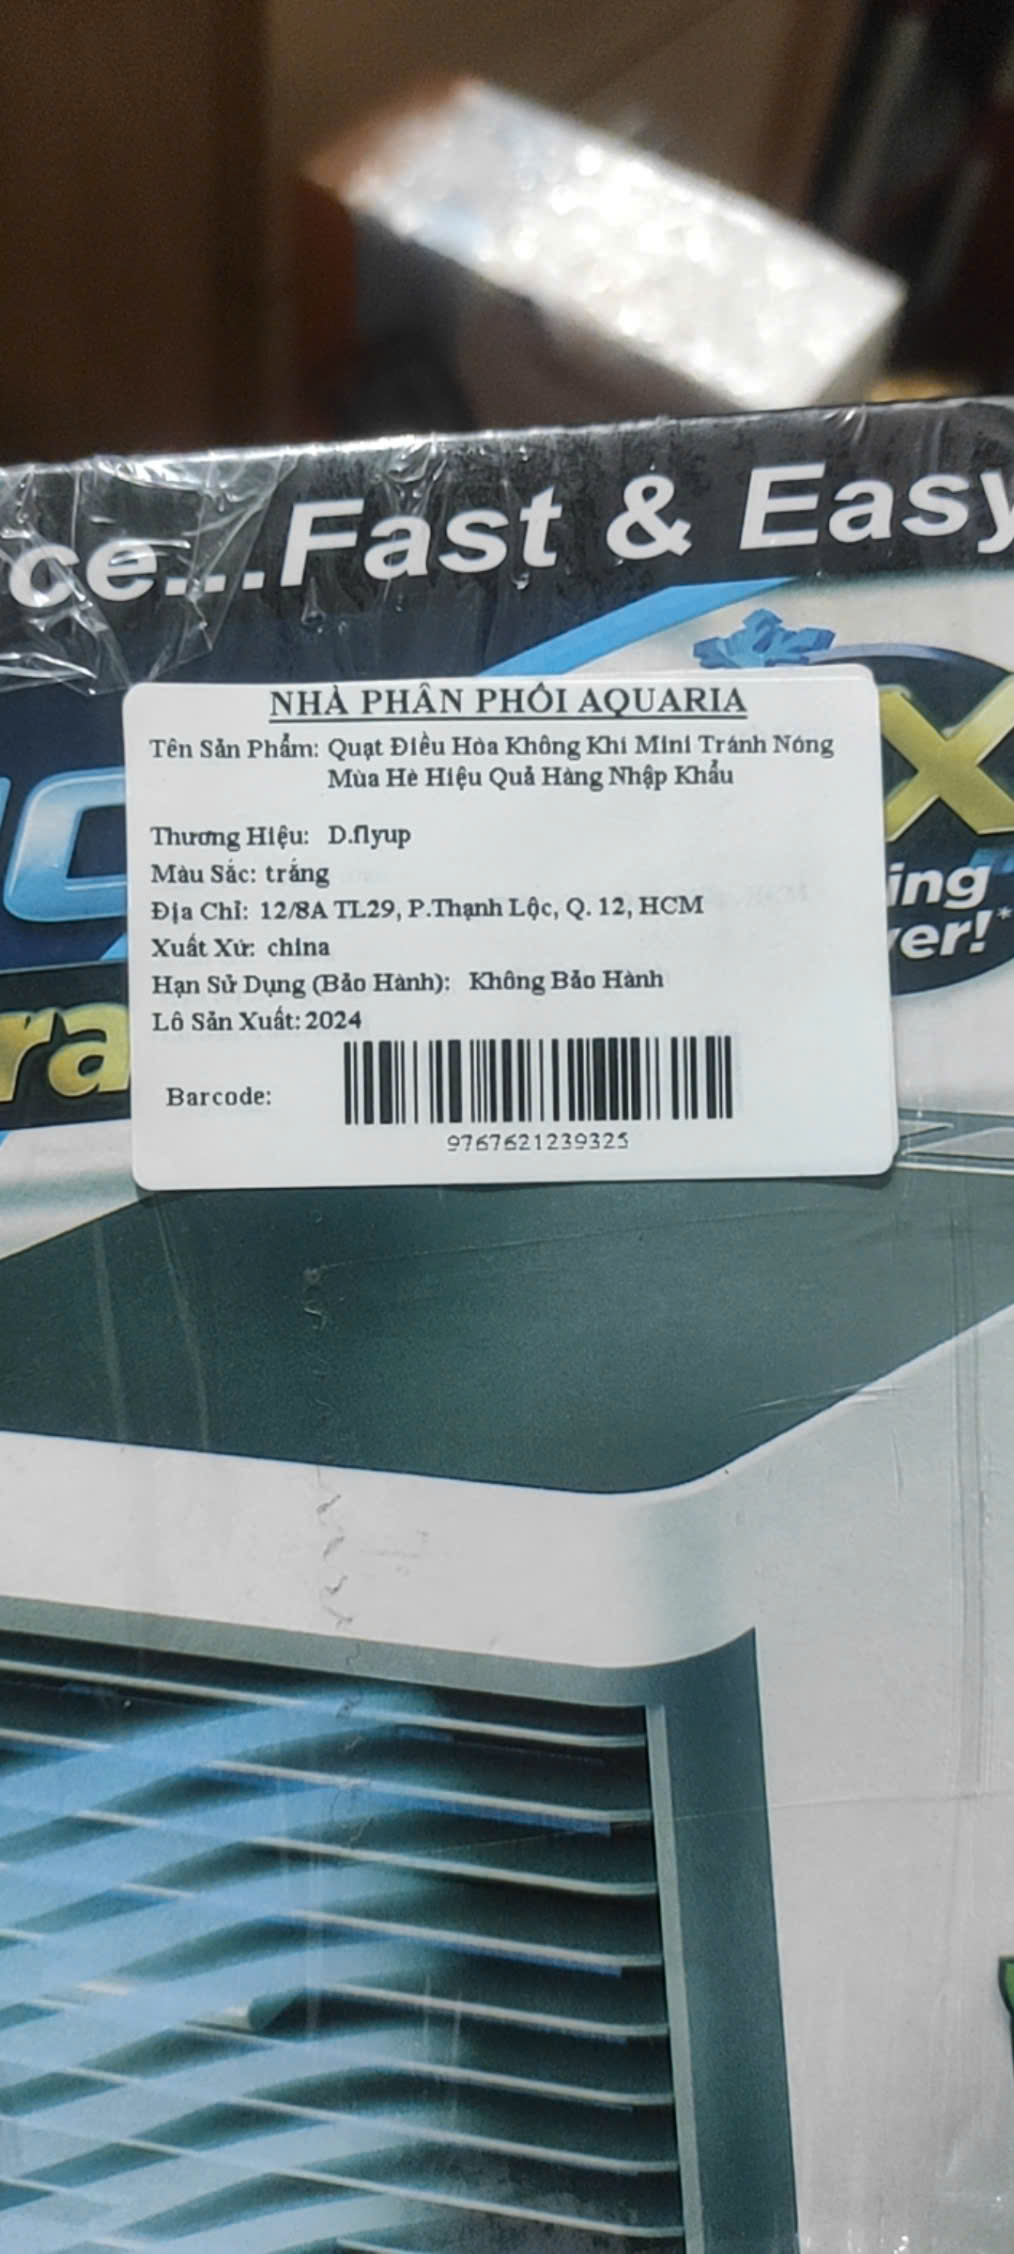 ce...Fast & Easy
NHÀ PHÂN PHỐI AQUARIA
Tên Sản Phẩm: Quạt Điều Hòa Không Khí Mini Tránh Nóng
Mùa Hè Hiệu Quả Hàng Nhập Khẩu
X
Thương Hiệu: D.flyup
Màu Sắc: trắng
ing
Địa Chỉ: 12/8A TL29, P.Thạnh Lộc, Q. 12, HCM
ver!*
Xuất Xứ: china
Hạn Sử Dụng (Bảo Hành): Không Bảo Hành
Lô Sản Xuất: 2024
ra
Barcode:
9767621239325